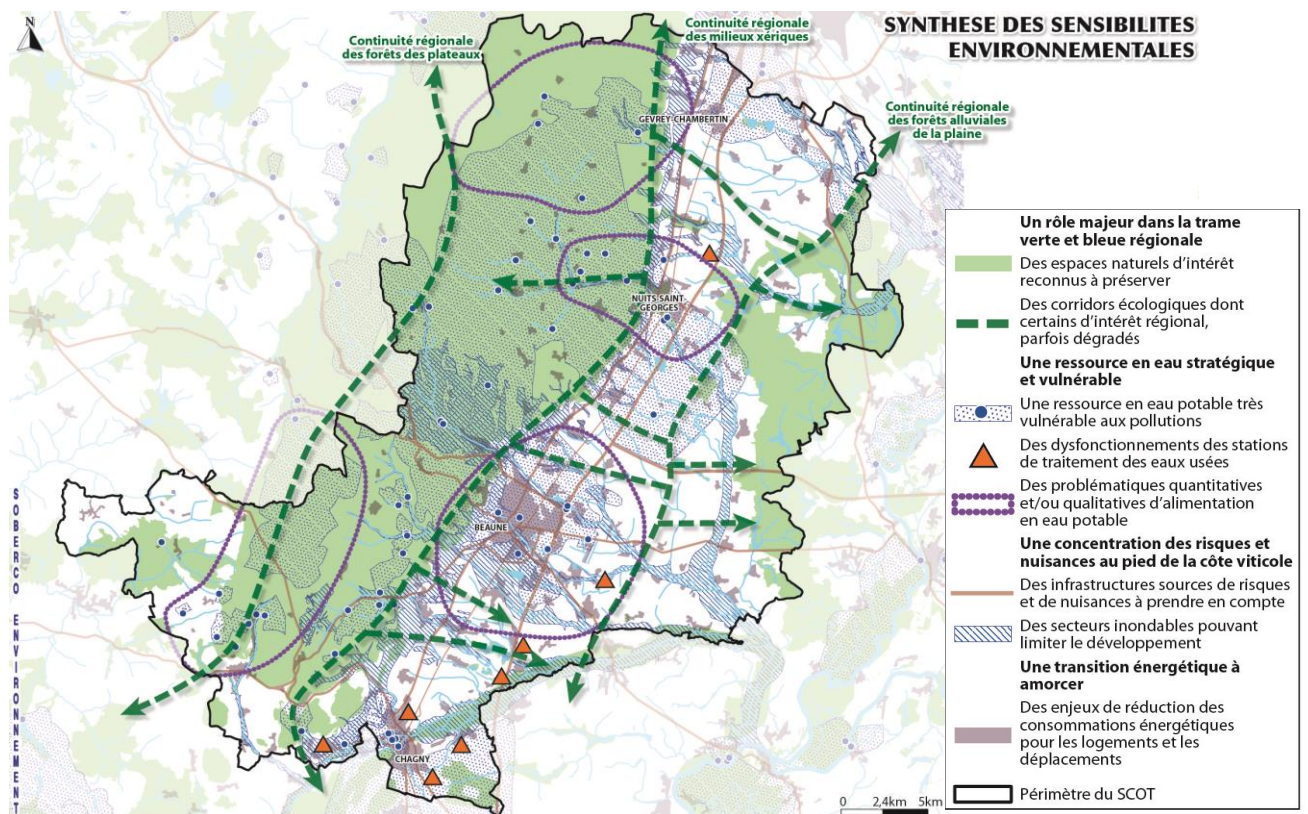 N
Continuité régionale
des forêts des plateaux
Continuité régionale
des milieux xériques
SYNTHESE DES SENSIBILITES
ENVIRONNEMENTALES
Continuité régionale
des forêts alluviales
de la plaine
GEVREY-CHAMBERTIN
NUITS-SAINT-
GEORGES
BEAUNE
CHAGNY
SOBERCO ENVIRONNEMENT
Un rôle majeur dans la trame
verte et bleue régionale
Des espaces naturels d'intérêt
reconnus à préserver
Des corridors écologiques dont
certains d'intérêt régional,
parfois dégradés
Une ressource en eau stratégique
et vulnérable
Une ressource en eau potable très
vulnérable aux pollutions
Des dysfonctionnements des stations
de traitement des eaux usées
Des problématiques quantitatives
et/ou qualitatives d'alimentation
en eau potable
Une concentration des risques et
nuisances au pied de la côte viticole
Des infrastructures sources de risques
et de nuisances à prendre en compte
Des secteurs inondables pouvant
limiter le développement
Une transition énergétique à
amorcer
Des enjeux de réduction des
consommations énergétiques
pour les logements et les
déplacements
Périmètre du SCOT
0 2,4km 5km